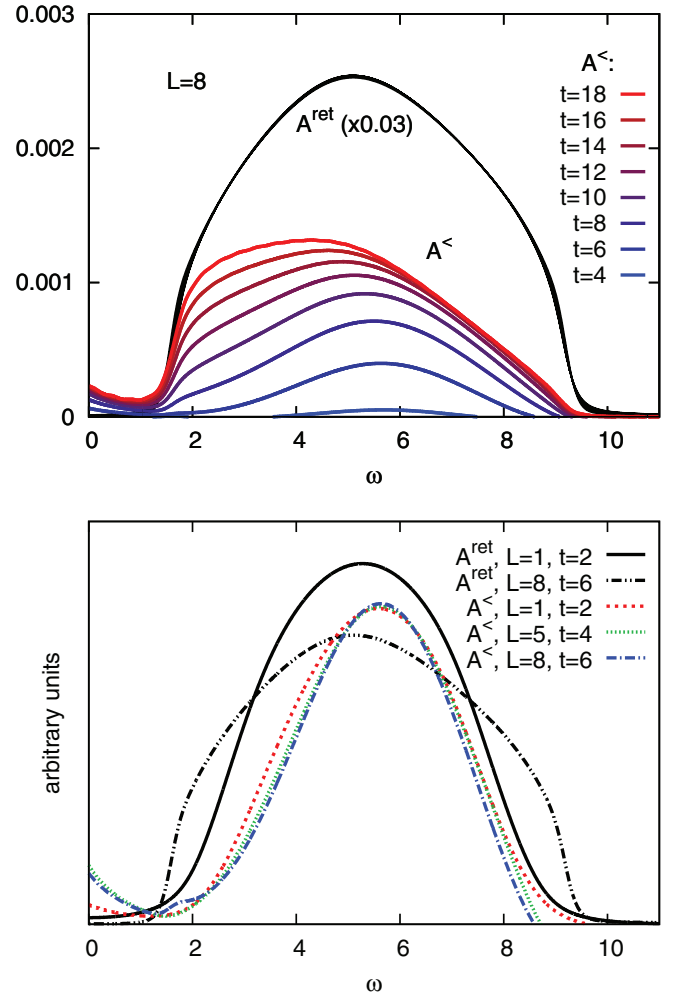 0.003
L=8
A<:
t=18
A^ret (x0.03)
t=16
0.002
t=14
t=12
t=10
A<
t=8
0.001
t=6
t=4
0
0 2 4 6 8 10
ω
A^ret, L=1, t=2
A^ret, L=8, t=6
A<, L=1, t=2
A<, L=5, t=4
A<, L=8, t=6
arbitrary units
0 2 4 6 8 10
ω